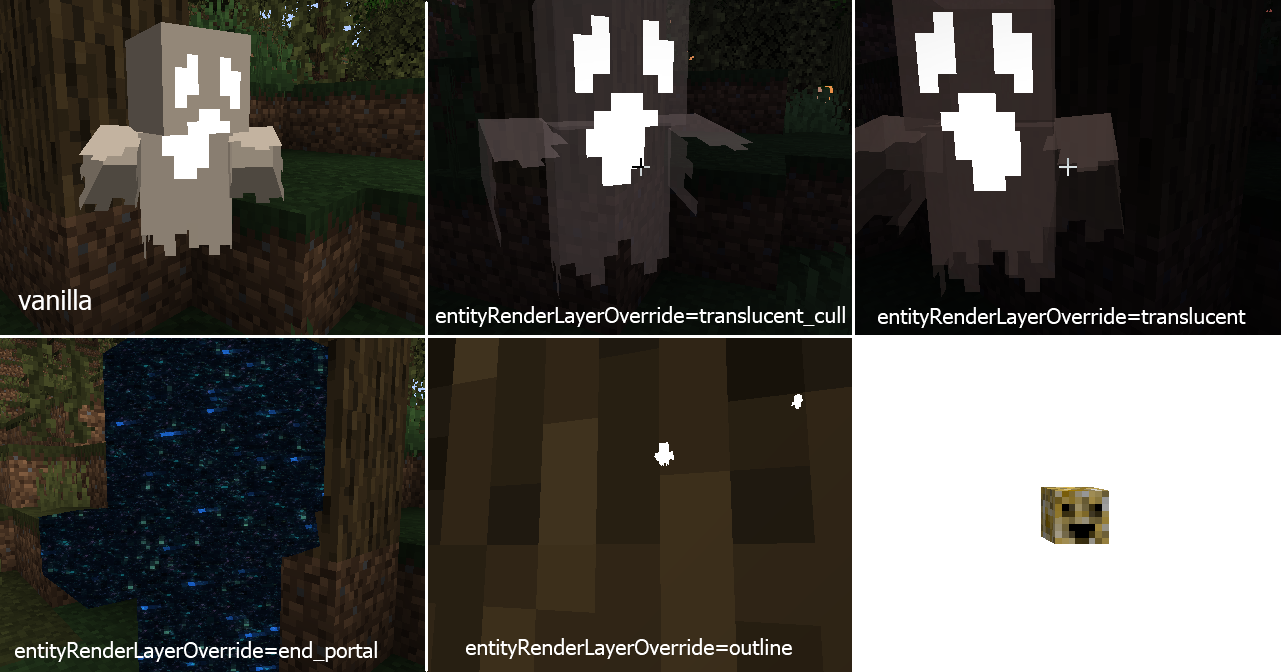 vanilla
entityRenderLayerOverride=translucent_cull
entityRenderLayerOverride=translucent
entityRenderLayerOverride=end_portal
entityRenderLayerOverride=outline